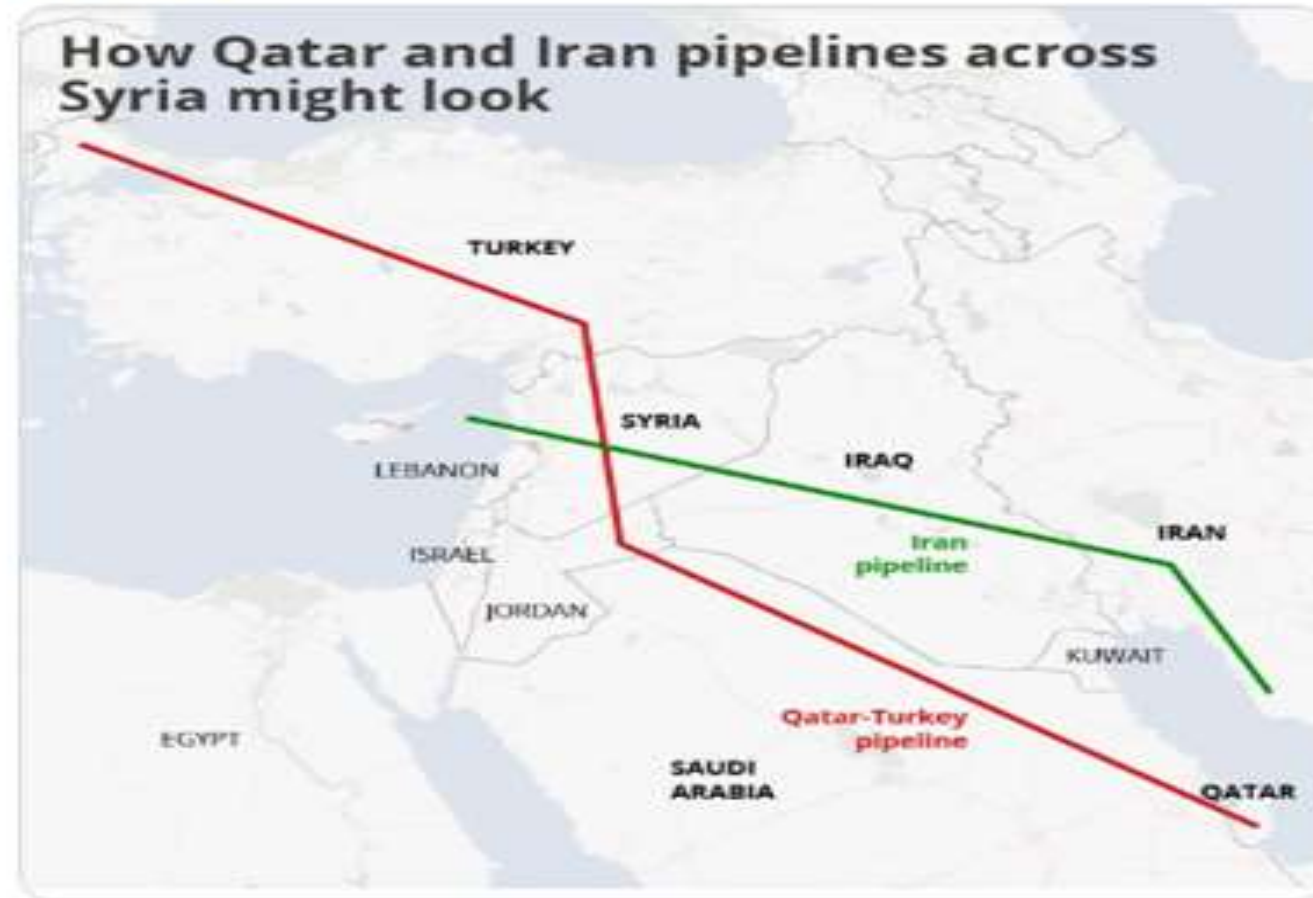 How Qatar and Iran pipelines across
Syria might look
TURKEY
SYRIA
LEBANON
IRAQ
IRAN
Iran
pipeline
ISRAEL
JORDAN
KUWAIT
Qatar-Turkey
pipeline
EGYPT
SAUDI
ARABIA
QATAR